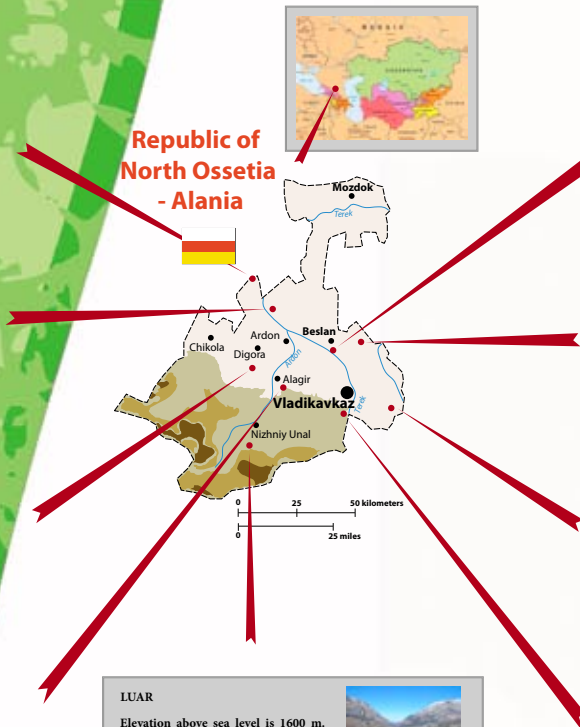 RUSSIA
Republic of
North Ossetia
- Alania
Mozdok
Terek
Beslan
Ardon
Chikola
Digora
Ardon
Alagir
Vladikavkaz
Terek
Nizhniy Unal
0 25 50 kilometers
0 25 miles
LUAR
Elevation above sea level is 1600 m.